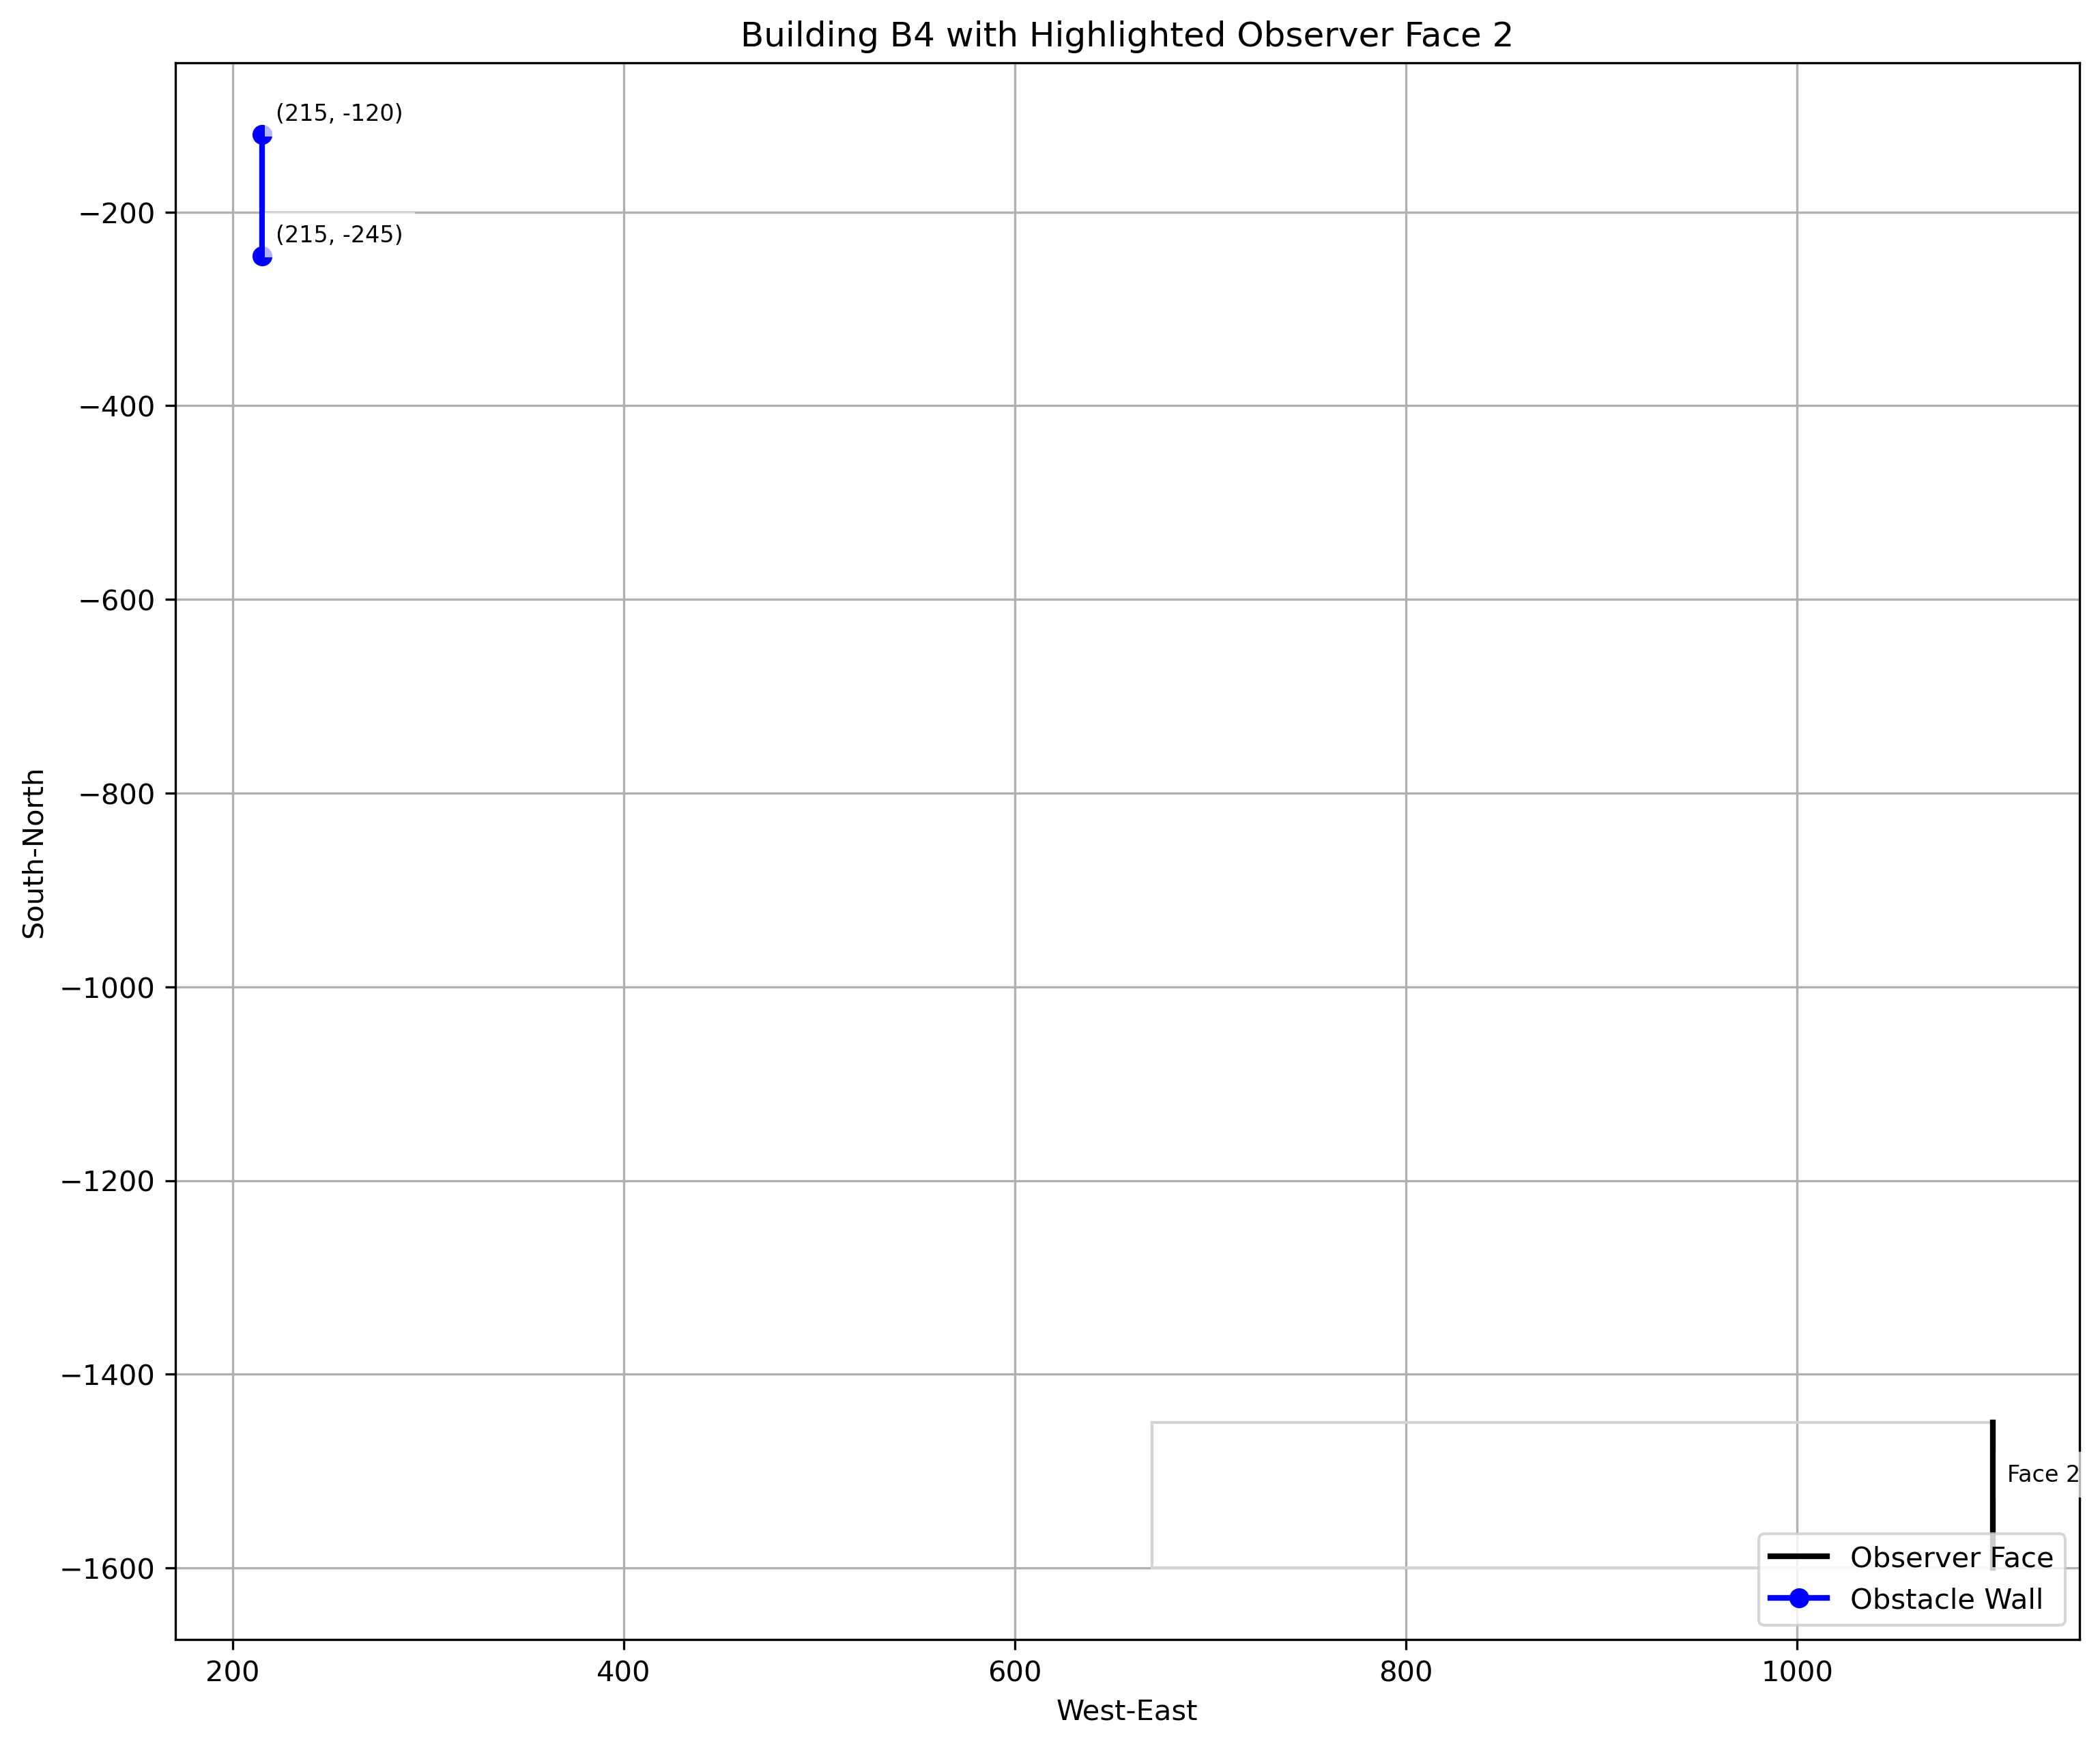 Building B4 with Highlighted Observer Face 2
(215, -120)
−200
(215, -245)
−400
−600
−800
−1000
−1200
−1400
−1600
South-North
Face 2
Observer Face
Obstacle Wall
200
400
600
800
1000
West-East